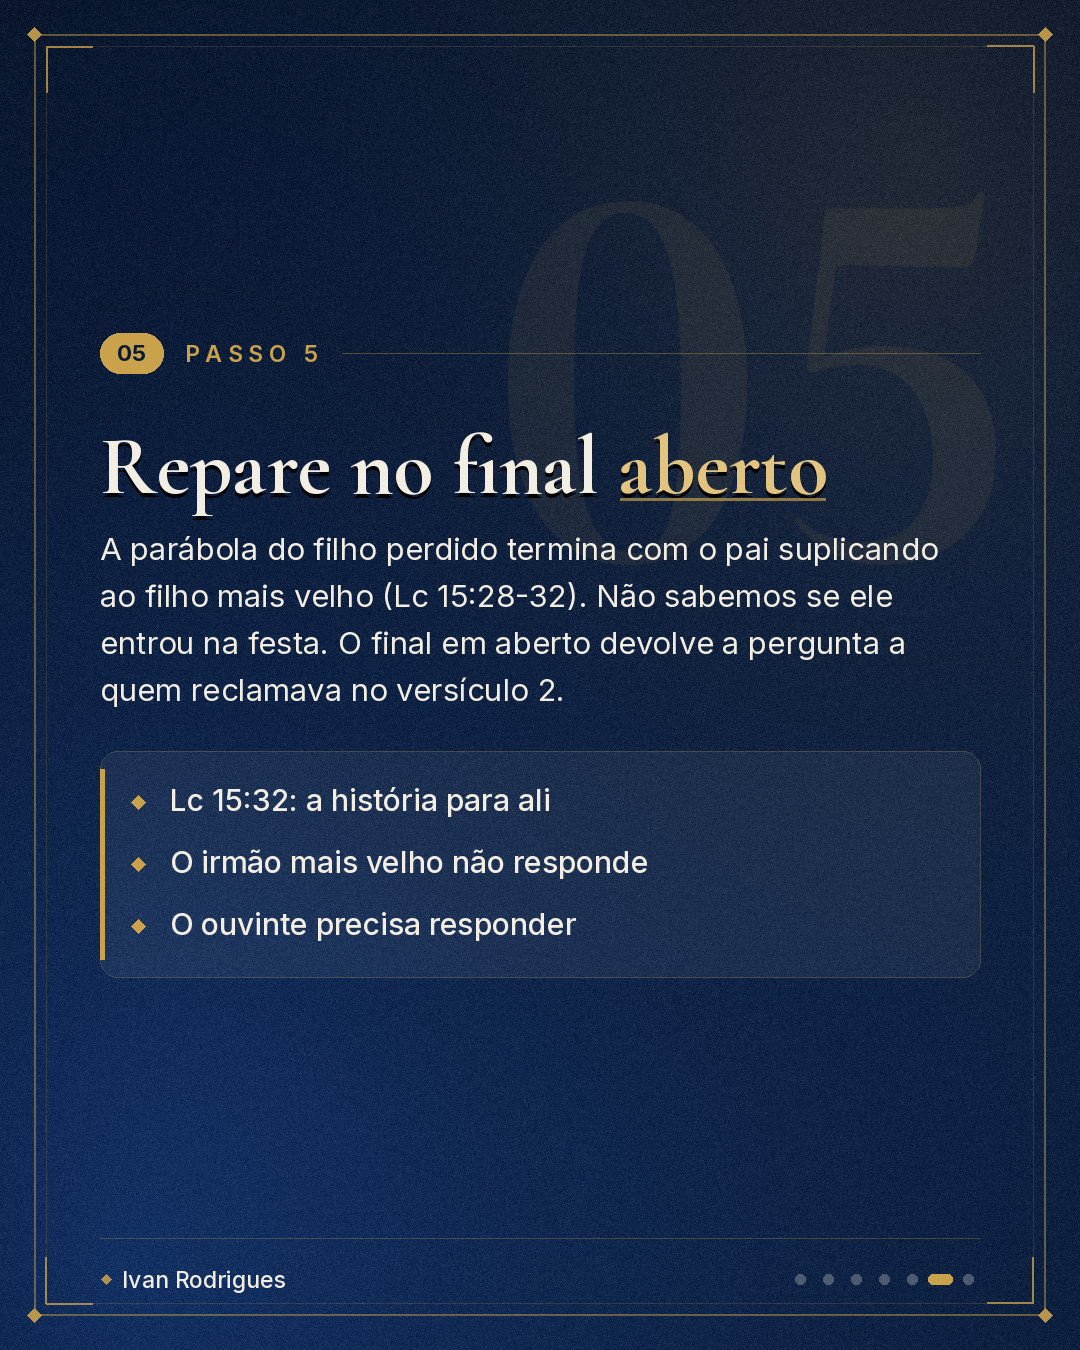 05
05 PASSO 5
Repare no final aberto
A parábola do filho perdido termina com o pai suplicando
ao filho mais velho (Lc 15:28-32). Não sabemos se ele
entrou na festa. O final em aberto devolve a pergunta a
quem reclamava no versículo 2.
Lc 15:32: a história para ali
O irmão mais velho não responde
O ouvinte precisa responder
Ivan Rodrigues